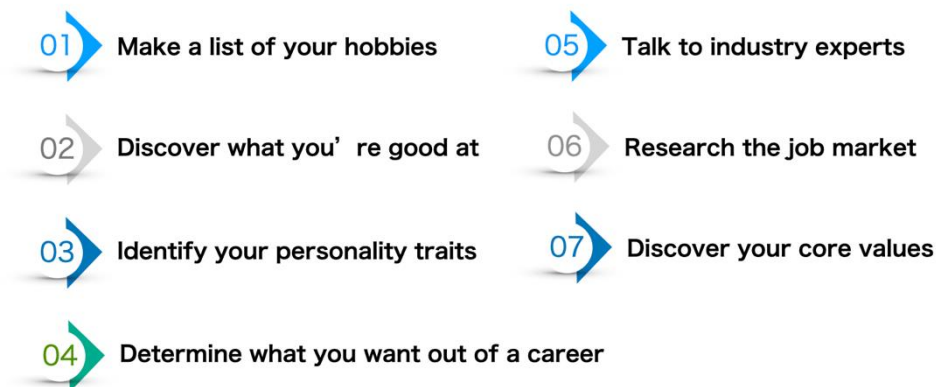 01 Make a list of your hobbies
02 Discover what you’re good at
03 Identify your personality traits
04 Determine what you want out of a career
05 Talk to industry experts
06 Research the job market
07 Discover your core values